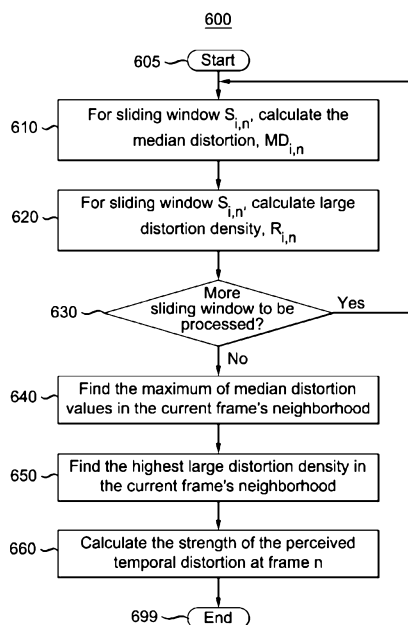 600
605 Start
610 For sliding window S_i,n, calculate the
median distortion, MD_i,n
620 For sliding window S_i,n, calculate large
distortion density, R_i,n
630 More
sliding window to be
processed?
Yes
No
640 Find the maximum of median distortion
values in the current frame's neighborhood
650 Find the highest large distortion density in
the current frame's neighborhood
660 Calculate the strength of the perceived
temporal distortion at frame n
699 End